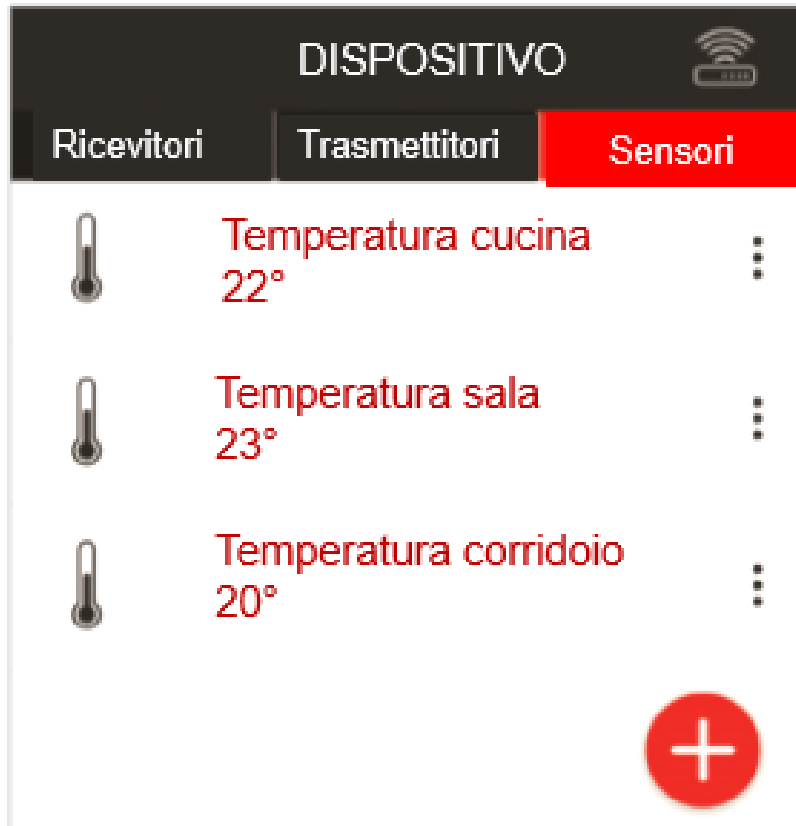 DISPOSITIVO
Ricevitori Trasmettitori Sensori
Temperatura cucina
22°
Temperatura sala
23°
Temperatura corridoio
20°